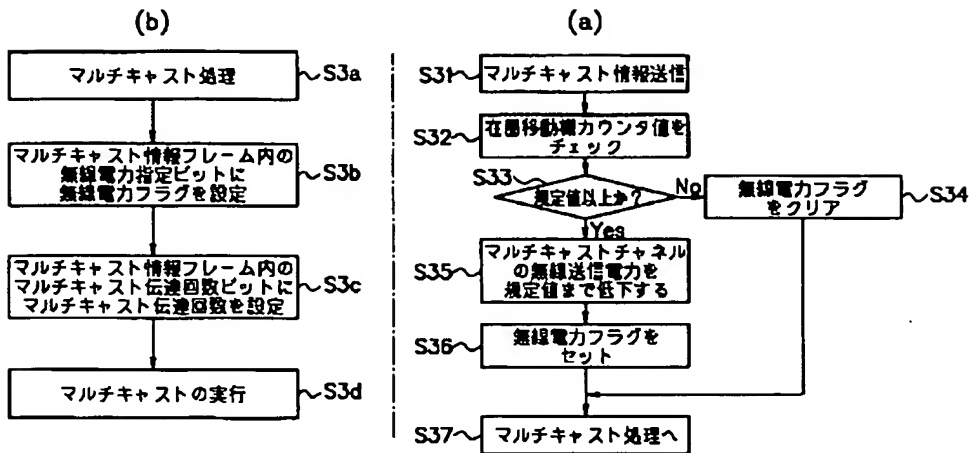 (b)
マルチキャスト処理
S3a
マルチキャスト情報フレーム内の
無線電力指定ビットに
無線電力フラグを設定
S3b
マルチキャスト情報フレーム内の
マルチキャスト伝達回数ビットに
マルチキャスト伝達回数を設定
S3c
マルチキャストの実行
S3d
(a)
S31
マルチキャスト情報送信
S32
在圏移動機カウンタ値を
チェック
S33
規定値以上か?
No
Yes
無線電力フラグ
をクリア
S34
S35
マルチキャストチャネル
の無線送信電力を
規定値まで低下する
S36
無線電力フラグを
セット
S37
マルチキャスト処理へ